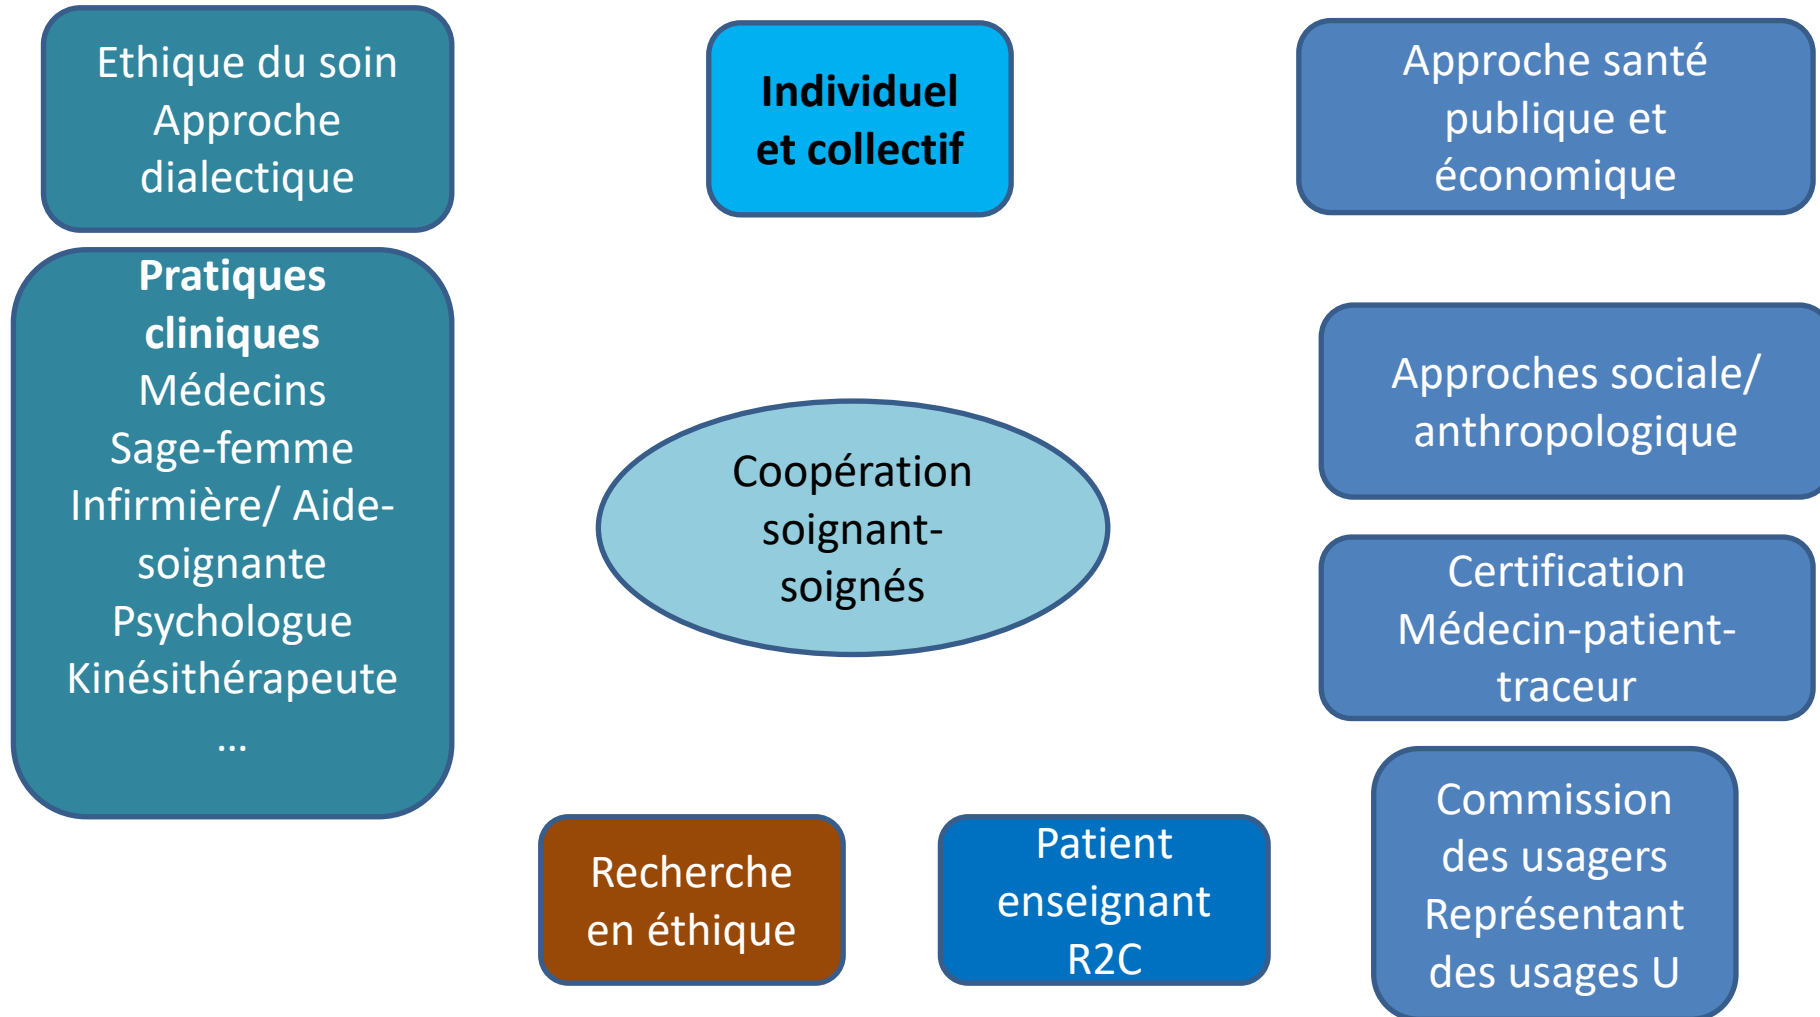 Ethique du soin
Approche
dialectique
Individuel
et collectif
Approche santé
publique et
économique
Pratiques
cliniques
Médecins
Sage-femme
Infirmière/ Aide-
soignante
Psychologue
Kinésithérapeute
...
Coopération
soignant-
soignés
Approches sociale/
anthropologique
Certification
Médecin-patient-
traceur
Recherche
en éthique
Patient
enseignant
R2C
Commission
des usagers
Représentant
des usages U